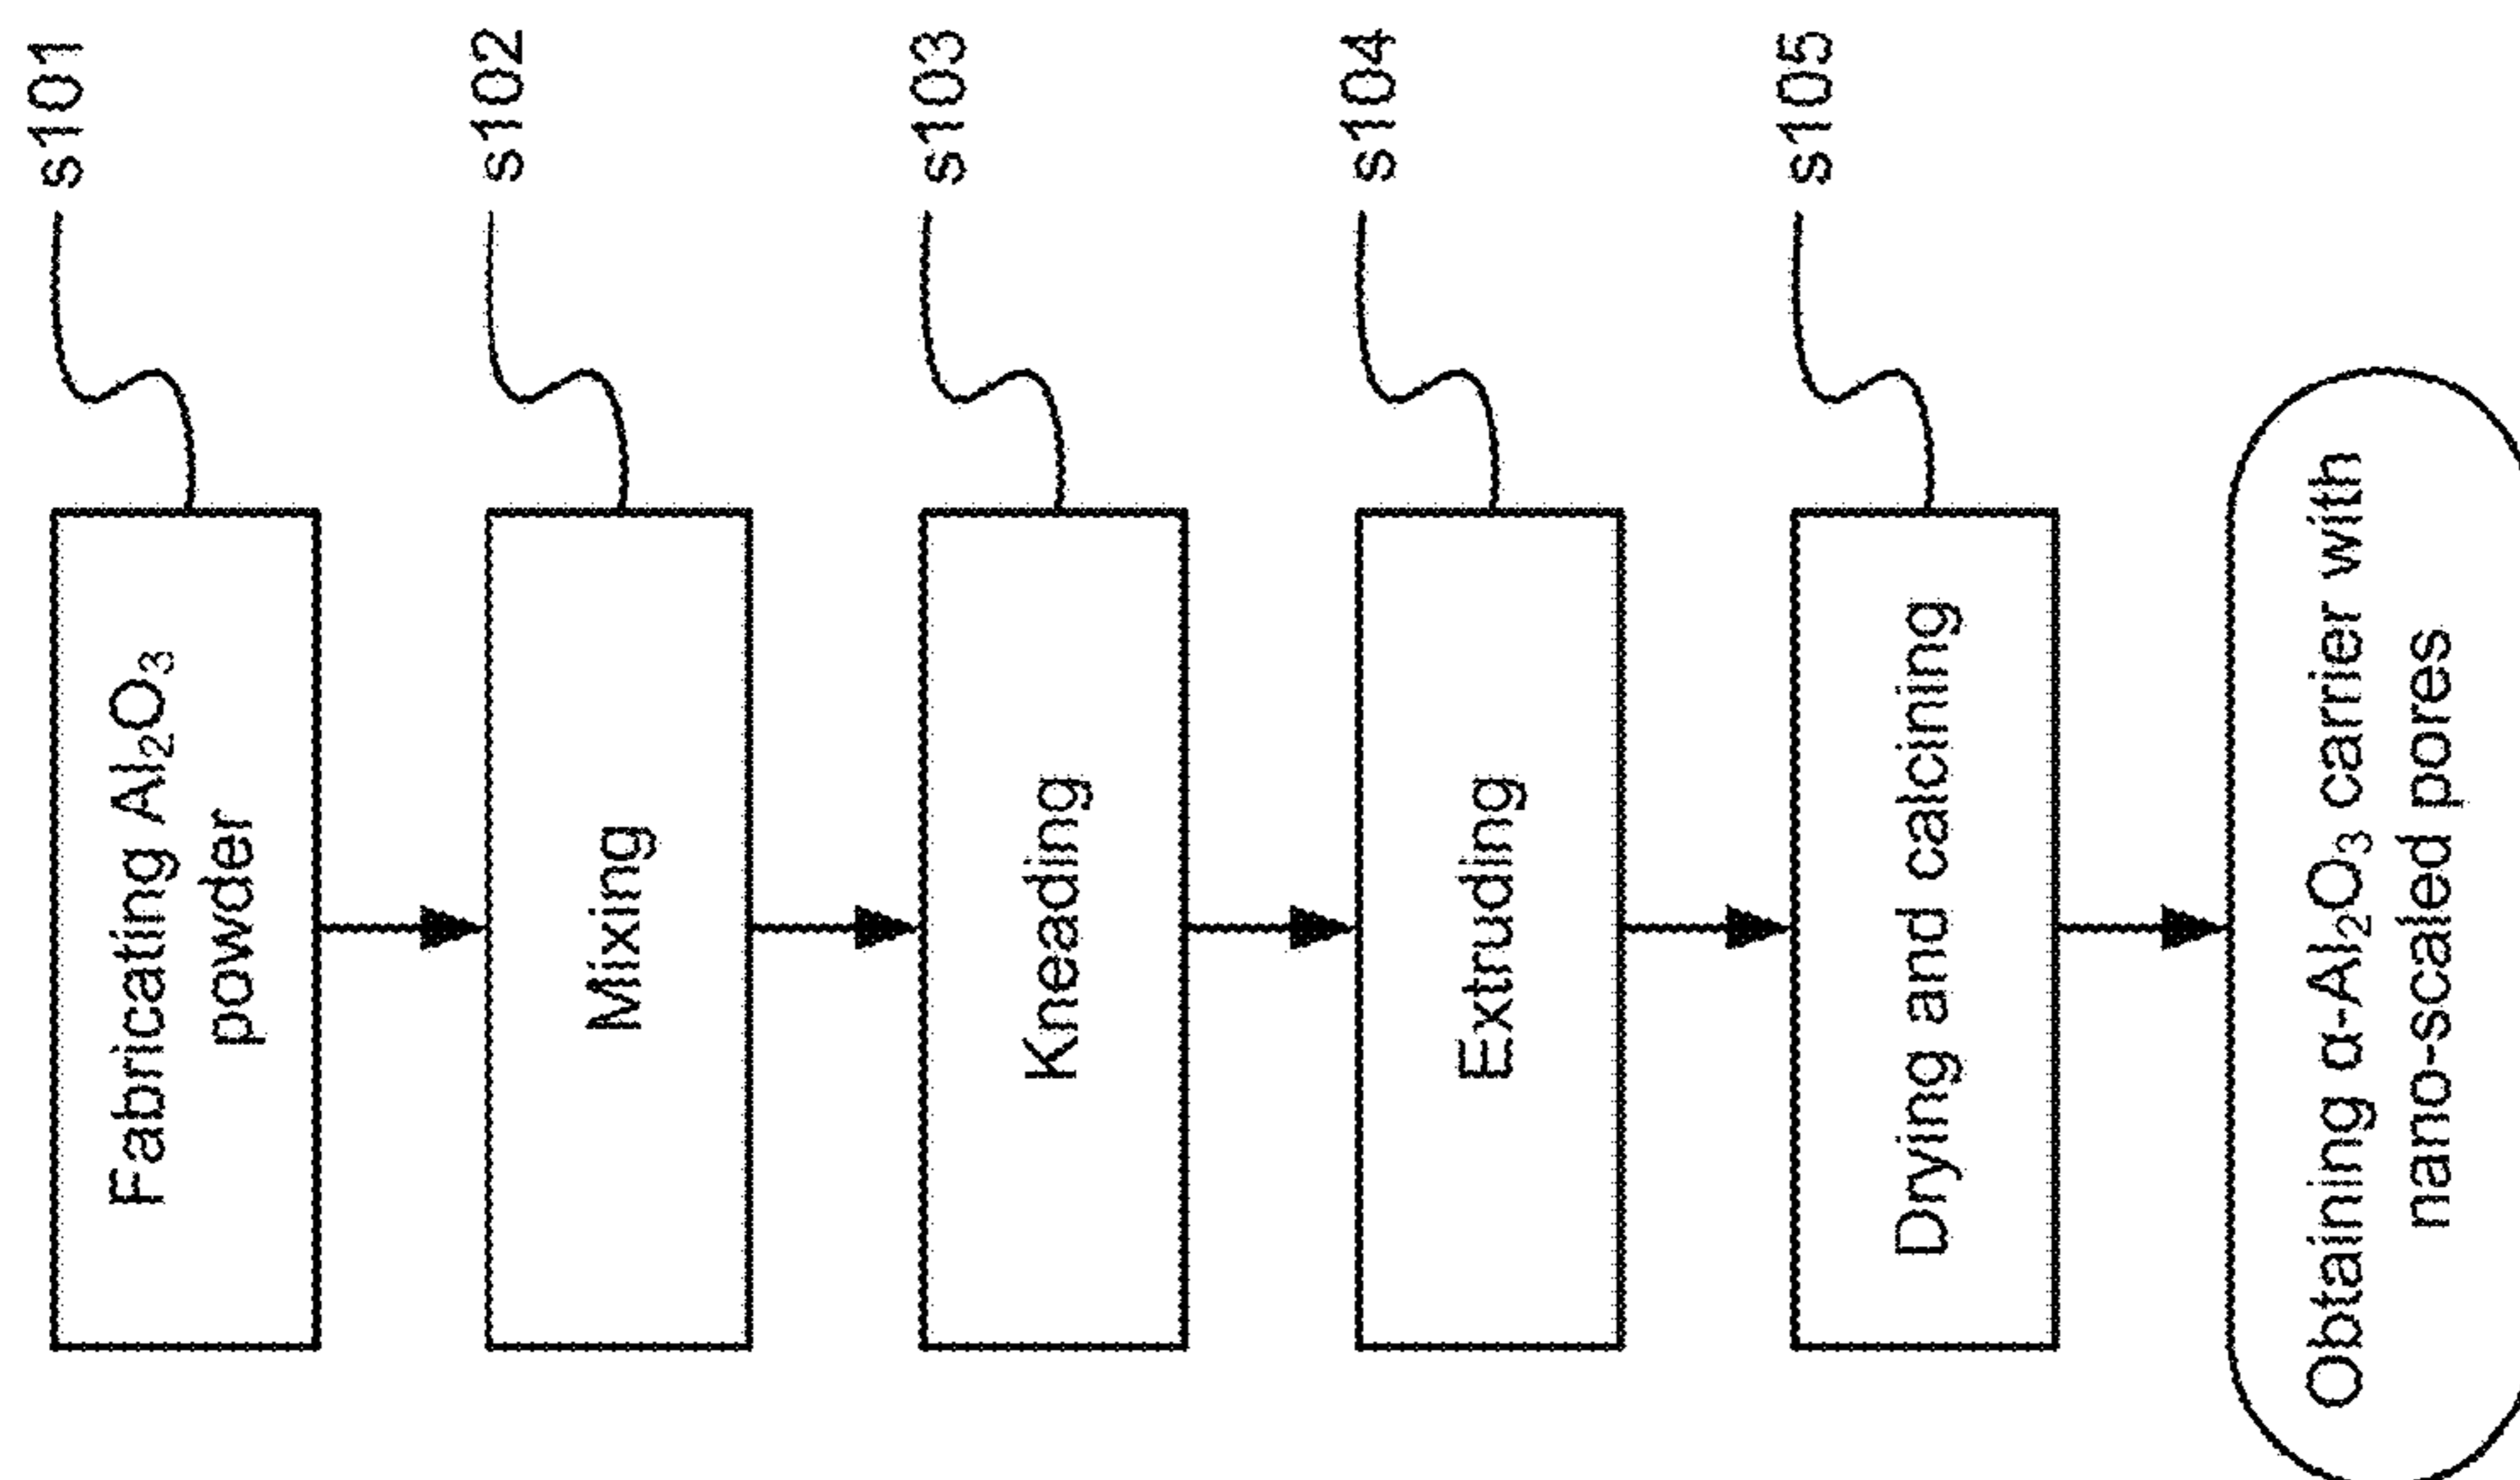 Fabricating Al₂O₃
powder
s101
Mixing
s102
Kneading
s103
Extruding
s104
Drying and calcining
s105
Obtaining α-Al₂O₃ carrier with
nano-scaled pores